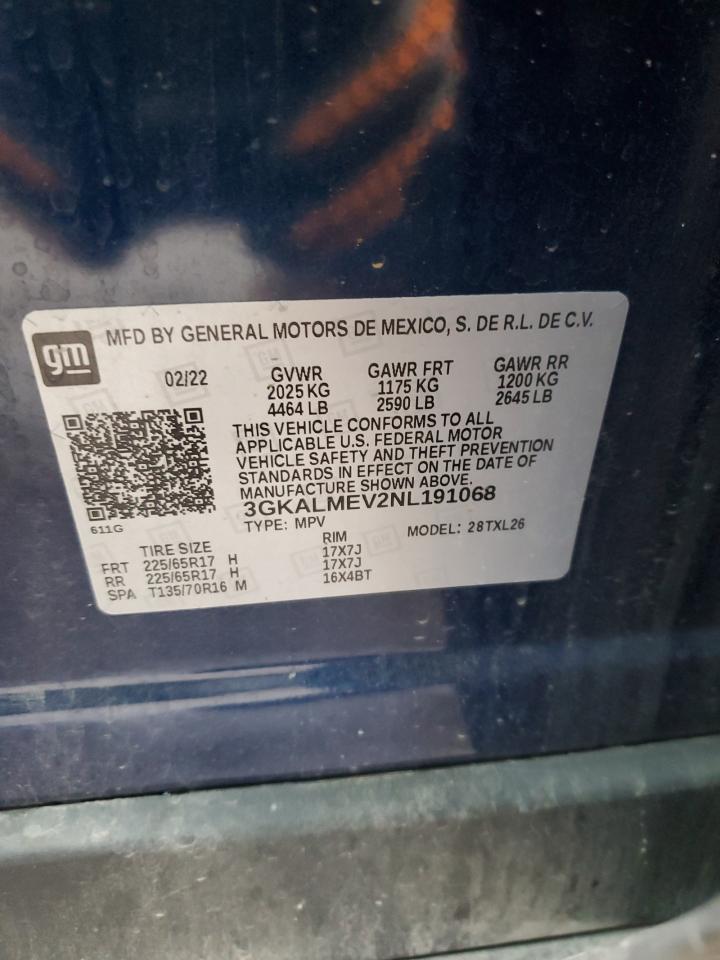 gm
MFD BY GENERAL MOTORS DE MEXICO, S. DE R.L. DE C.V.
02/22 GVWR GAWR FRT GAWR RR
2025 KG 1175 KG 1200 KG
4464 LB 2590 LB 2645 LB
THIS VEHICLE CONFORMS TO ALL
APPLICABLE U.S. FEDERAL MOTOR
VEHICLE SAFETY AND THEFT PREVENTION
STANDARDS IN EFFECT ON THE DATE OF
MANUFACTURE SHOWN ABOVE.
3GKALMEV2NL191068
611G
TYPE: MPV MODEL: 28TXL26
TIRE SIZE RIM
FRT 225/65R17 H 17X7J
RR 225/65R17 H 17X7J
SPA T135/70R16 M 16X4BT